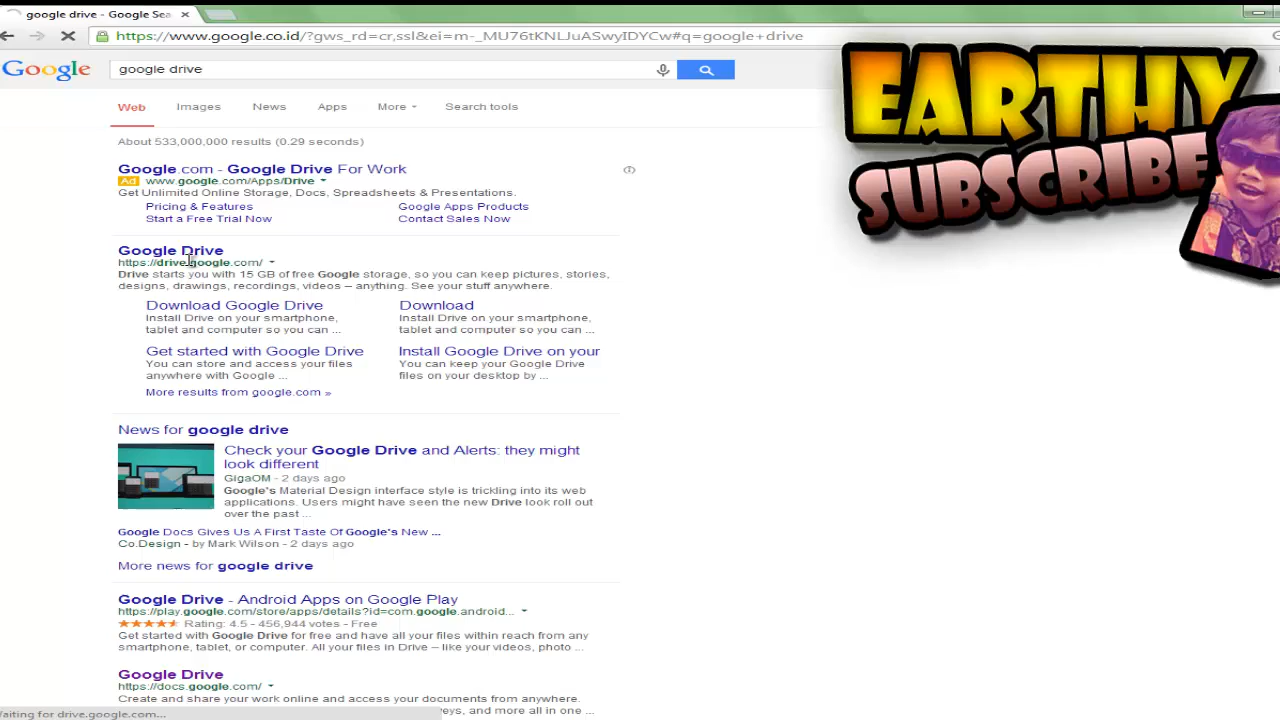 google drive - Google Sea
https://www.google.co.id/?gws_rd=cr,ssl&ei=m-_MU76tKNLJuASwyIDYCw#q=google+drive
Google
google drive
Web Images News Apps More Search tools
About 533,000,000 results (0.29 seconds)
Google.com - Google Drive For Work
Ad www.google.com/Apps/Drive
Get Unlimited Online Storage, Docs, Spreadsheets & Presentations.
Pricing & Features Google Apps Products
Start a Free Trial Now Contact Sales Now
Google Drive
https://drive.google.com/
Drive starts you with 15 GB of free Google storage, so you can keep pictures, stories,
designs, drawings, recordings, videos – anything. See your stuff anywhere.
Download Google Drive
Install Drive on your smartphone,
tablet and computer so you can ...
Download
Install Drive on your smartphone,
tablet and computer so you can ...
Get started with Google Drive
You can store and access your files
anywhere with Google ...
Install Google Drive on your
You can keep your Google Drive
files on your desktop by ...
More results from google.com »
News for google drive
Check your Google Drive and Alerts: they might
look different
GigaOM - 2 days ago
Google's Material Design interface style is trickling into its web
applications. Users might have seen the new Drive look roll out
over the past ...
Google Docs Gives Us A First Taste Of Google's New ...
Co.Design - by Mark Wilson - 2 days ago
More news for google drive
Google Drive - Android Apps on Google Play
https://play.google.com/store/apps/details?id=com.google.android...
Rating: 4.5 - 456,944 votes - Free
Get started with Google Drive for free and have all your files within reach from any
smartphone, tablet, or computer. All your files in Drive – like your videos, photo ...
Google Drive
https://docs.google.com/
Create and share your work online and access your documents from anywhere.
eys, and more all in one ...
aiting for drive.google.com...
EARTHY
SUBSCRIBE